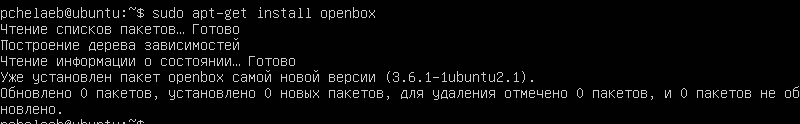 pchelaeb@ubuntu:~$ sudo apt-get install openbox
Чтение списков пакетов… Готово
Построение дерева зависимостей
Чтение информации о состоянии… Готово
Уже установлен пакет openbox самой новой версии (3.6.1-1ubuntu2.1).
Обновлено 0 пакетов, установлено 0 новых пакетов, для удаления отмечено 0 пакетов, и 0 пакетов не об
новлено.
pchelaeb@ubuntu:~$